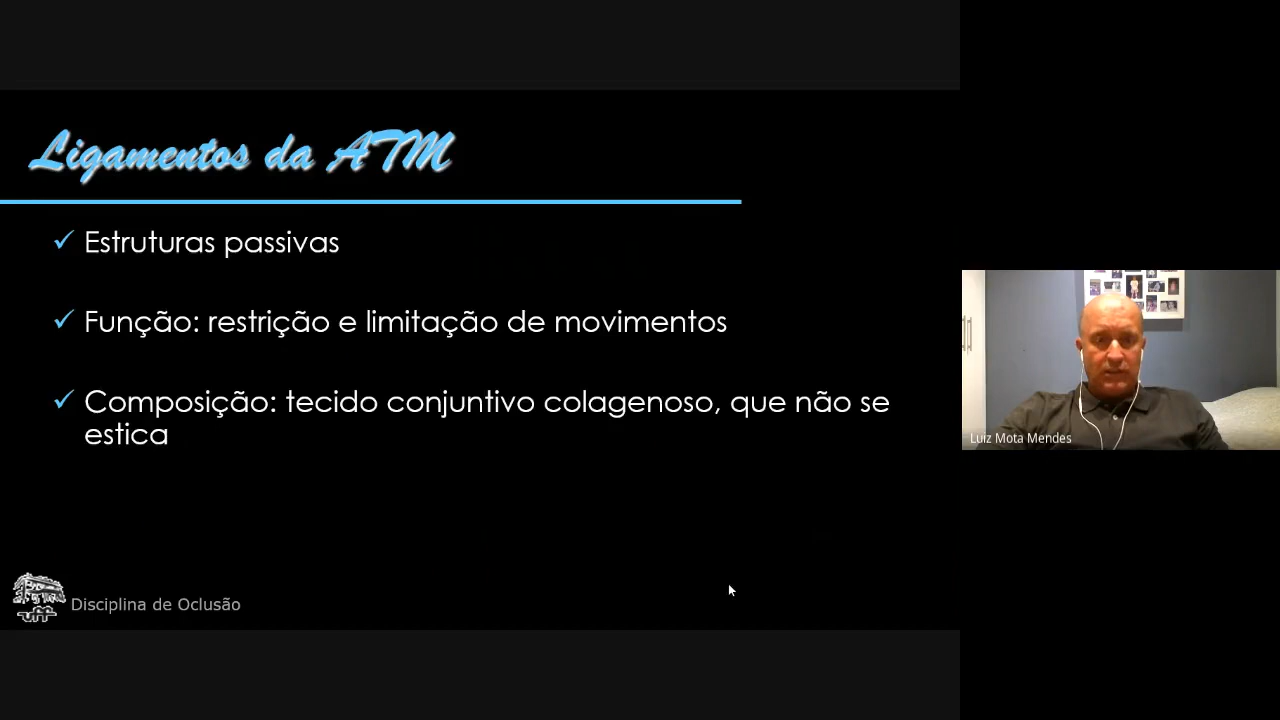 Ligamentos da ATM
✓ Estruturas passivas
✓ Função: restrição e limitação de movimentos
✓ Composição: tecido conjuntivo colagenoso, que não se
estica
Luiz Mota Mendes
uff
Disciplina de Oclusão